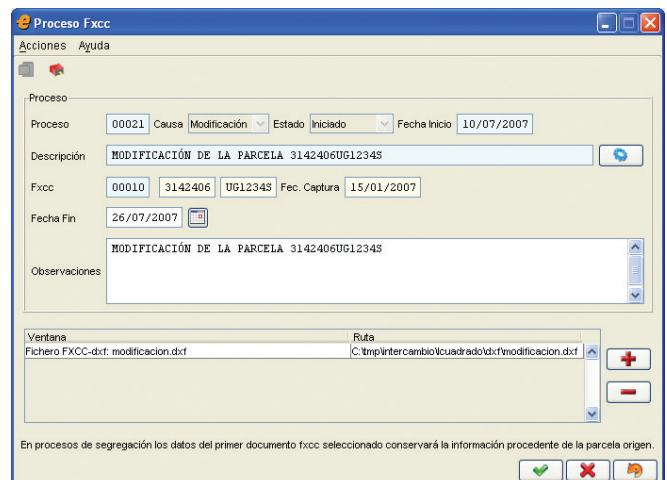 Proceso Fxcc
Acciones Ayuda
Proceso
Proceso 00021 Causa Modificación Estado Iniciado Fecha Inicio 10/07/2007
Descripción MODIFICACIÓN DE LA PARCELA 3142406UG1234S
Fxcc 00010 3142406 UG1234S Fec. Captura 15/01/2007
Fecha Fin 26/07/2007
MODIFICACIÓN DE LA PARCELA 3142406UG1234S
Observaciones
Ventana Ruta
Fichero FXCC-dxf: modificacion.dxf C:\tmp\intercambio\lcuadrado\dxf\modificacion.dxf
En procesos de segregación los datos del primer documento fxcc seleccionado conservará la información procedente de la parcela origen.